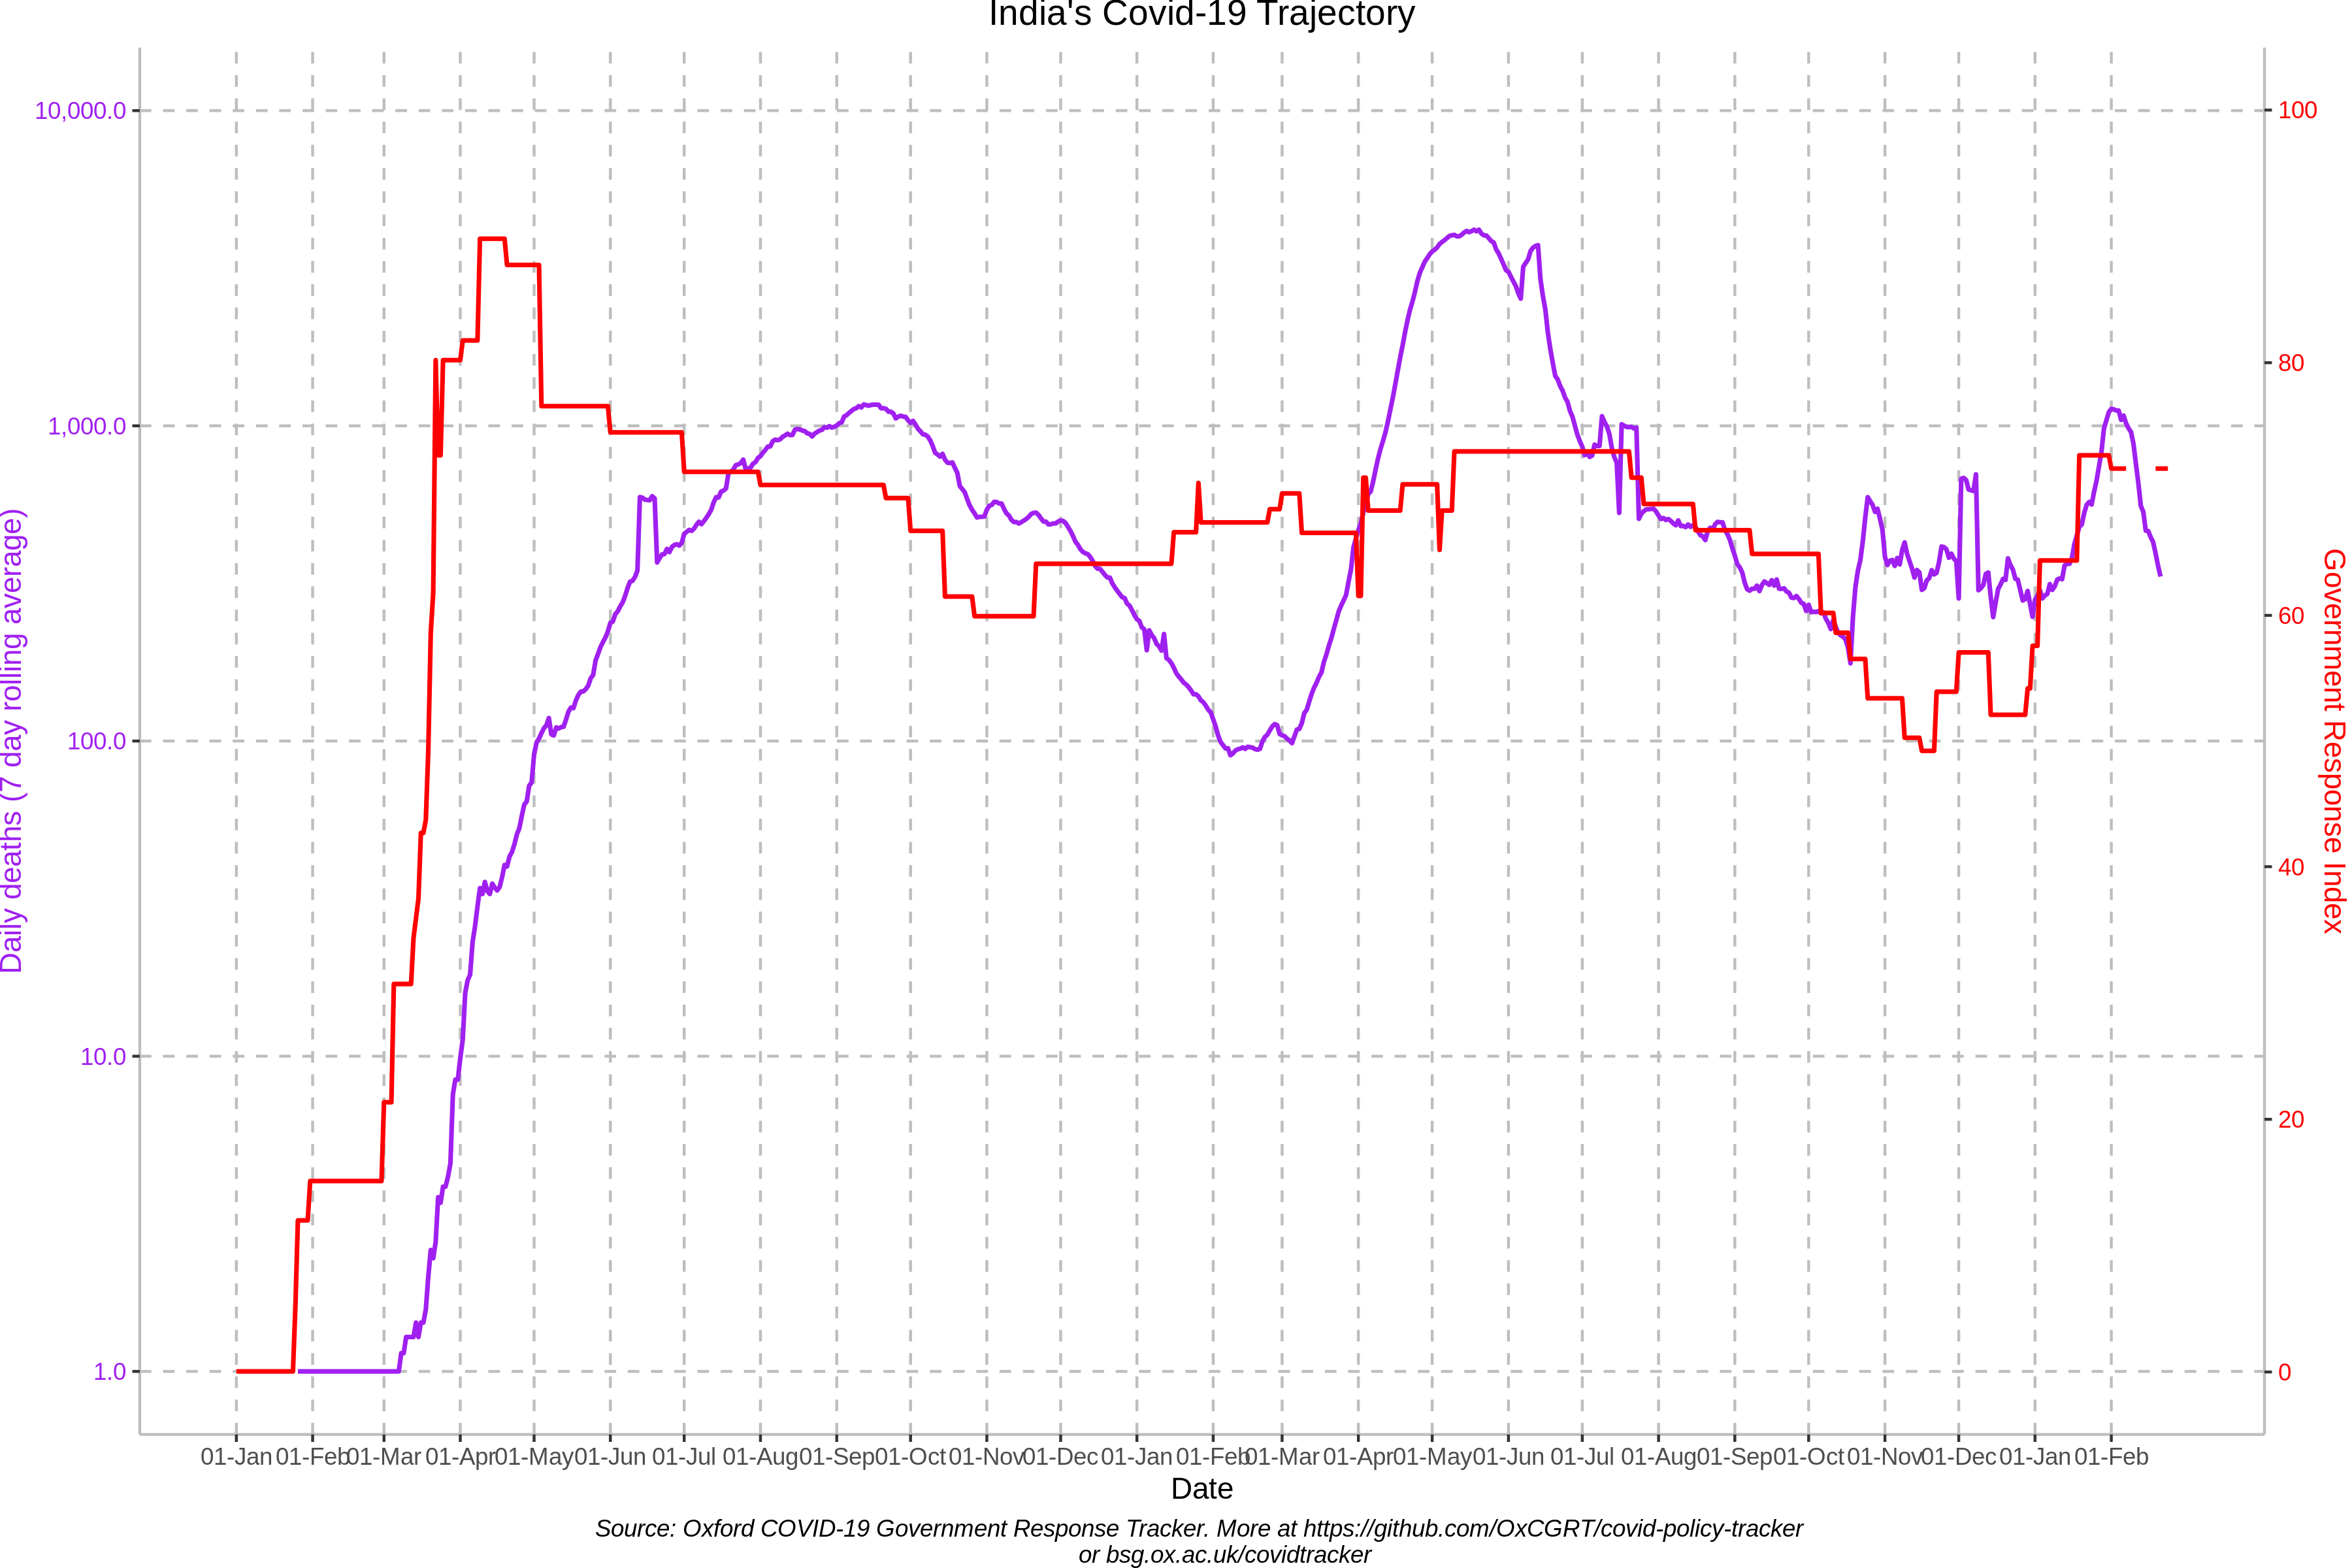 India's Covid-19 Trajectory
10,000.0
1,000.0
100.0
10.0
1.0
Daily deaths (7 day rolling average)
100
80
60
40
20
0
Government Response Index
01-Jan 01-Feb 01-Mar 01-Apr 01-May 01-Jun 01-Jul 01-Aug 01-Sep 01-Oct 01-Nov 01-Dec 01-Jan 01-Feb 01-Mar 01-Apr 01-May 01-Jun 01-Jul 01-Aug 01-Sep 01-Oct 01-Nov 01-Dec 01-Jan 01-Feb
Date
Source: Oxford COVID-19 Government Response Tracker. More at https://github.com/OxCGRT/covid-policy-tracker
or bsg.ox.ac.uk/covidtracker